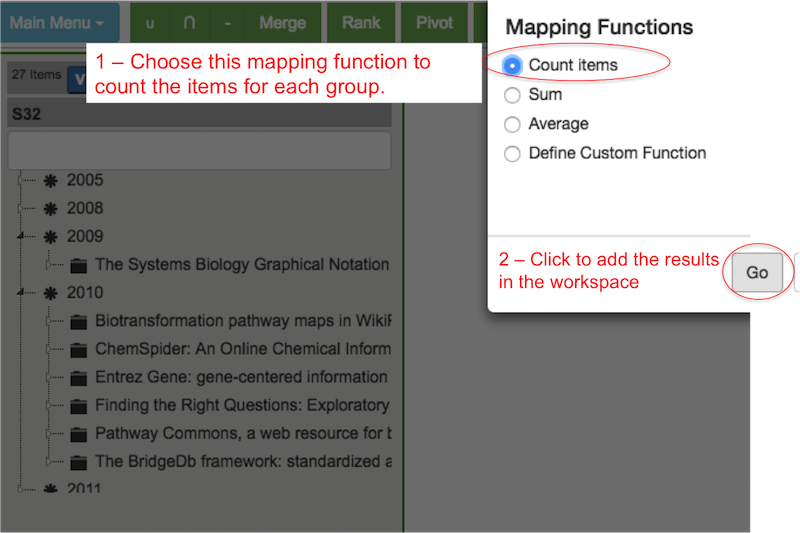 Main Menu
∪ ∩ - Merge Rank Pivot
Mapping Functions
1 – Choose this mapping function to
count the items for each group.
Count items
Sum
Average
Define Custom Function
2 – Click to add the results
in the workspace
Go
27 Items V
S32
2005
2008
2009
The Systems Biology Graphical Notation
2010
Biotransformation pathway maps in Wiki
ChemSpider: An Online Chemical Inform
Entrez Gene: gene-centered information
Finding the Right Questions: Exploratory
Pathway Commons, a web resource for b
The BridgeDb framework: standardized a
2011